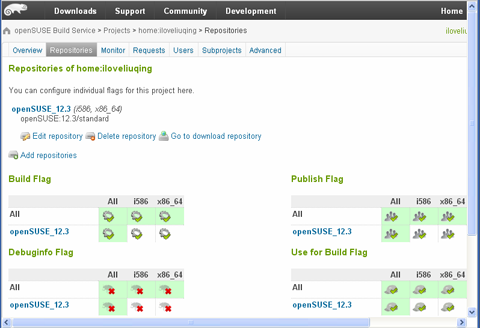 Downloads Support Community Development Home
openSUSE Build Service > Projects > home:iloveliuqing > Repositories iloveliuq
Overview Repositories Monitor Requests Users Subprojects Advanced
Repositories of home:iloveliuqing
You can configure individual flags for this project here.
openSUSE_12.3 (i586, x86_64)
openSUSE:12.3/standard
Edit repository Delete repository Go to download repository
Add repositories
Build Flag
All i586 x86_64
All
openSUSE_12.3
Publish Flag
All i586 x86_64
All
openSUSE_12.3
Debuginfo Flag
All i586 x86_64
All
openSUSE_12.3
Use for Build Flag
All i586 x86_64
All
openSUSE_12.3